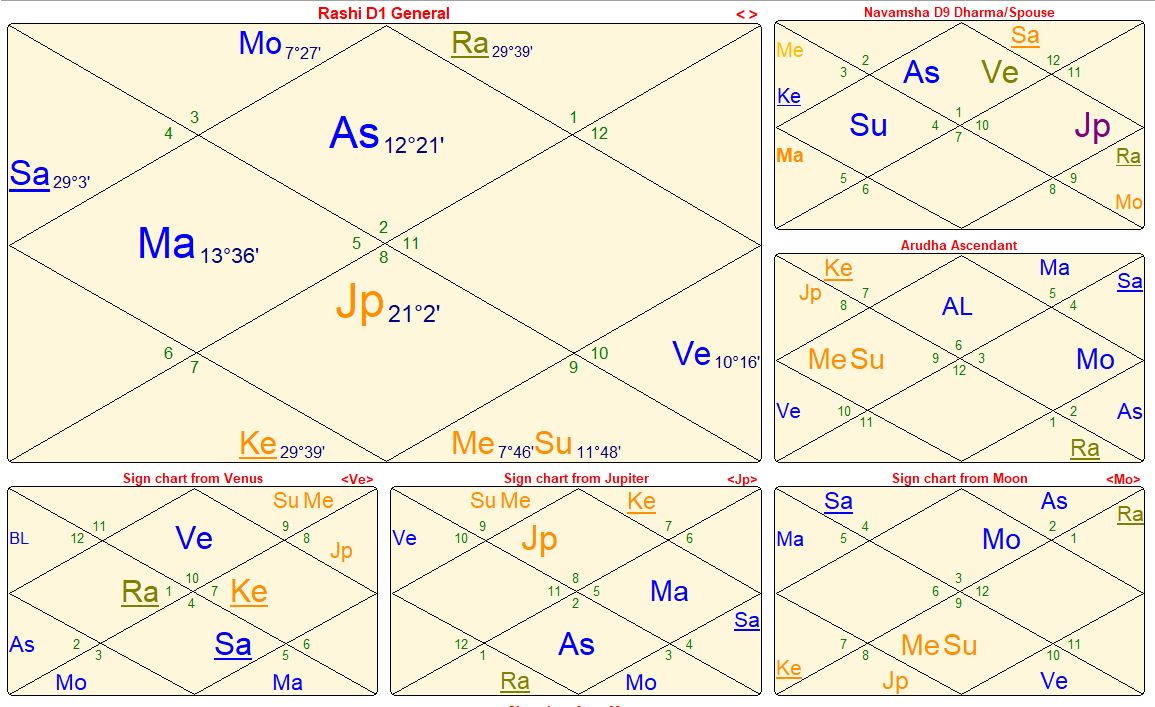 Rashi D1 General < >
Mo 7°27' Ra 29°39'
3 1
4 As 12°21' 12
Sa 29°3'
2
Ma 13°36' 5 11
8
Jp 21°2'
6 10 Ve 10°16'
7 9
Ke 29°39' Me 7°46' Su 11°48'
Navamsha D9 Dharma/Spouse
Me Sa
2 As Ve 12
3 11
Ke
1
Su 4 10 Jp
7
Ma Ra
5 9
6 8
Mo
Arudha Ascendant
Ke Ma Sa
Jp 7 5
8 AL 4
6
Me Su 9 3 Mo
12
Ve 10 2 As
11 1
Ra
Sign chart from Venus <Ve>
Su Me
11 9
BL 12 Ve 8
Jp
10
Ra 1 7 Ke
4
As 2 Sa 6
3 5
Mo Ma
Sign chart from Jupiter <Jp>
Su Me Ke
9 7
Ve 10 Jp 6
8
11 5 Ma
2
Sa
12 As 4
1 3
Ra Mo
Sign chart from Moon <Mo>
Sa As Ra
4 2
Ma 5 Mo 1
3
6 12
9
7 Me Su 11
8 10
Ke Jp Ve